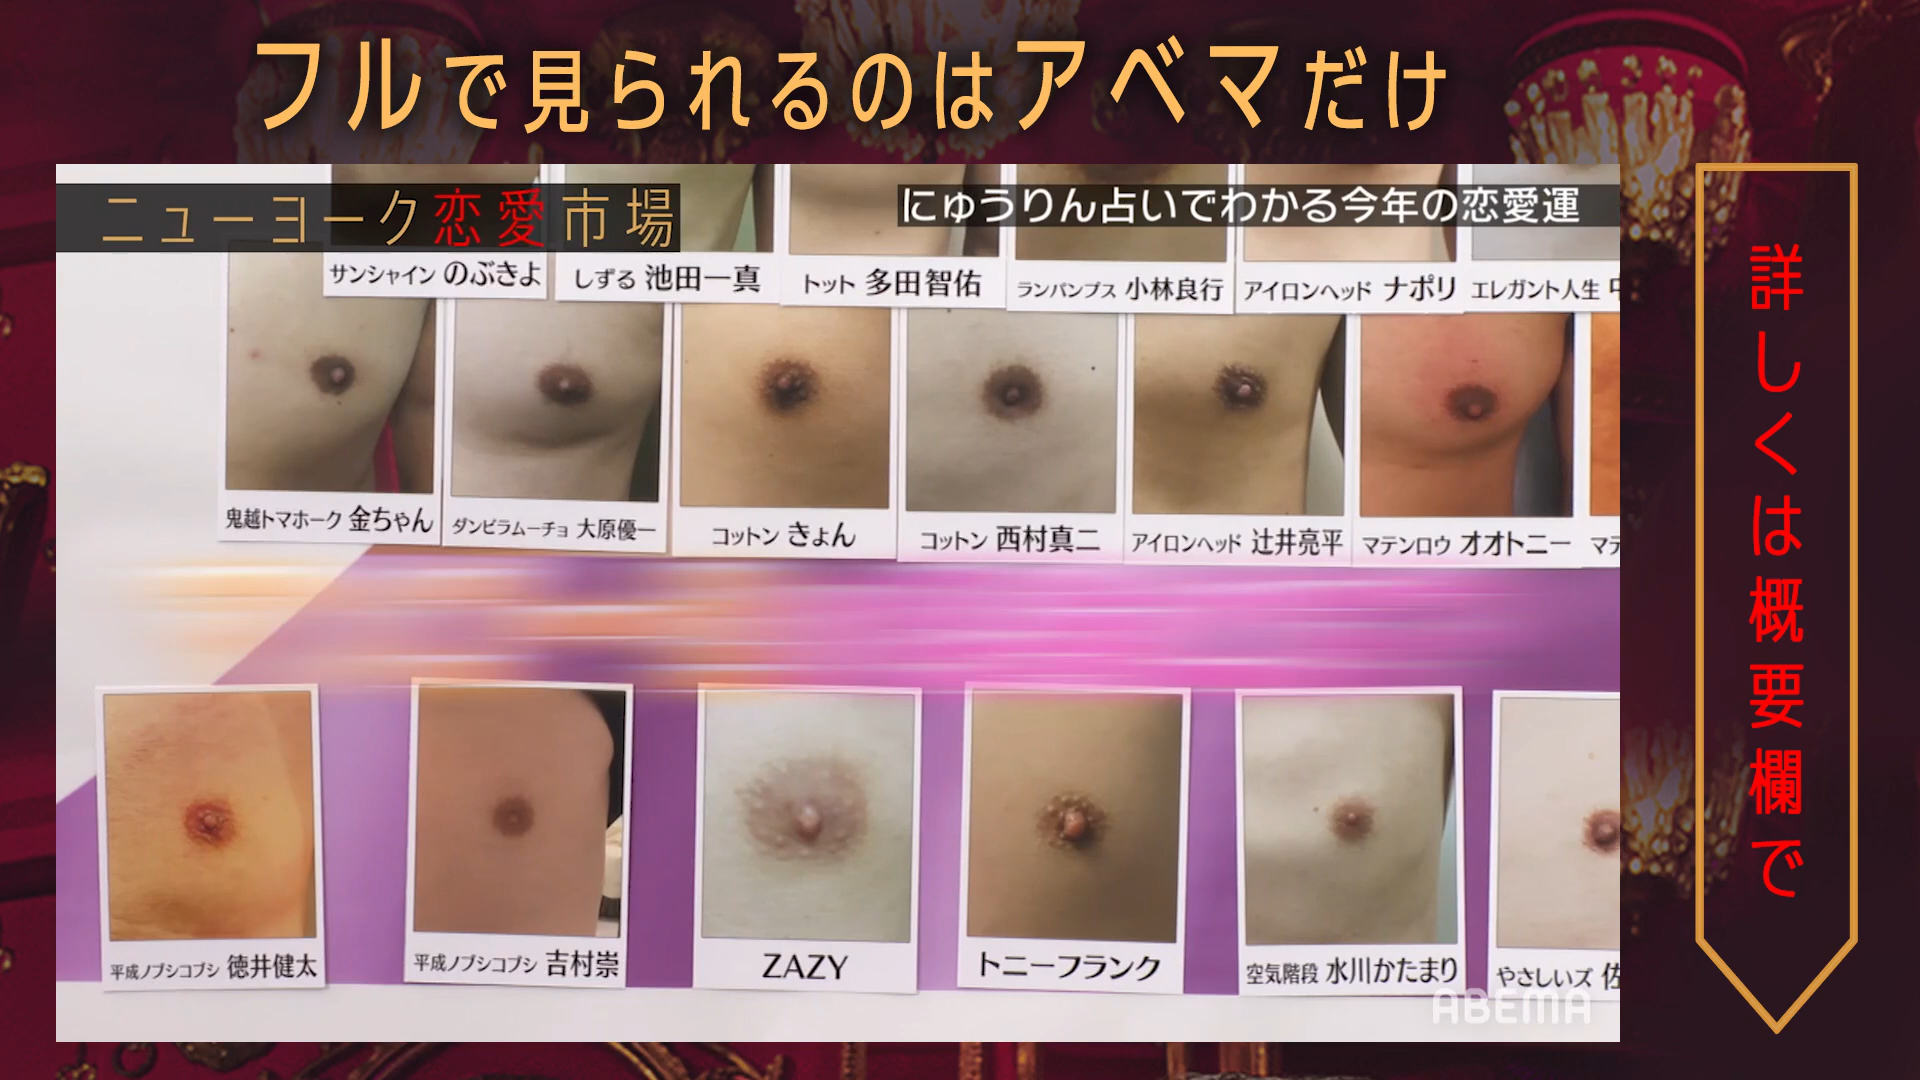 フルで見られるのはアベマだけ
ニューヨーク恋愛市場
にゅうりん占いでわかる今年の恋愛運
サンシャイン のぶきよ
しずる 池田一真
トット 多田智佑
ランパンプス 小林良行
アイロンヘッド ナポリ
エレガント人生
鬼越トマホーク 金ちゃん
ダンビラムーチョ 大原優一
コットン きょん
コットン 西村真二
アイロンヘッド 辻井亮平
マテンロウ オオトニー
マテ
平成ノブシコブシ 徳井健太
平成ノブシコブシ 吉村崇
ZAZY
トニーフランク
空気階段 水川かたまり
やさしいズ 佐
ABEMA
詳しくは概要欄で